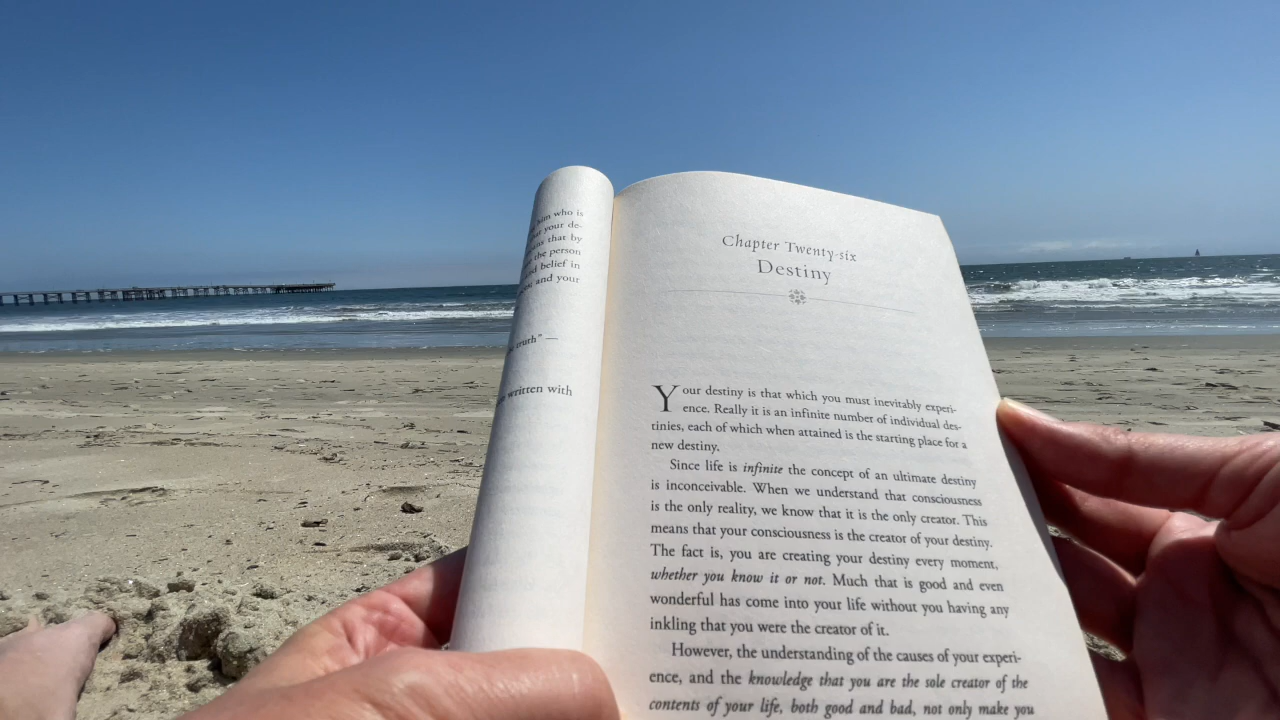 him who is
your de-
that by
the person
belief in
and your
truth" —
written with
Chapter Twenty-six
Destiny
Your destiny is that which you must inevitably experi-
ence. Really it is an infinite number of individual des-
tinies, each of which when attained is the starting place for a
new destiny.
Since life is infinite the concept of an ultimate destiny
is inconceivable. When we understand that consciousness
is the only reality, we know that it is the only creator. This
means that your consciousness is the creator of your destiny.
The fact is, you are creating your destiny every moment,
whether you know it or not. Much that is good and even
wonderful has come into your life without you having any
inkling that you were the creator of it.
However, the understanding of the causes of your experi-
ence, and the knowledge that you are the sole creator of the
contents of your life, both good and bad, not only make you